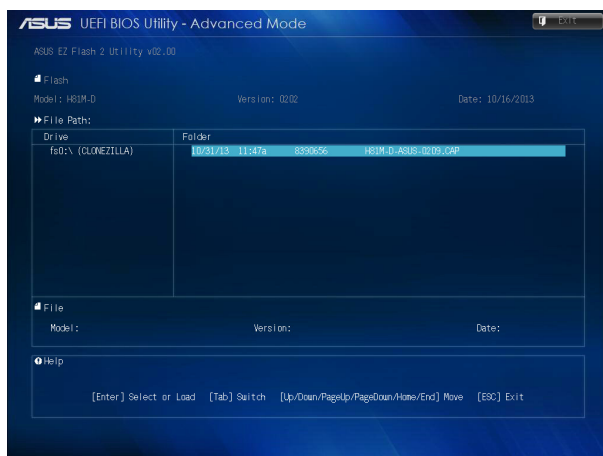 ASUS UEFI BIOS Utility - Advanced Mode Exit
ASUS EZ Flash 2 Utility v02.00
Flash
Model: H81M-D Version: 0202 Date: 10/16/2013
File Path:
Drive Folder
fs0:\ (CLONEZILLA) 10/31/13 11:47a 8390656 H81M-D-ASUS-0209.CAP
File
Model: Version: Date:
Help
[Enter] Select or Load [Tab] Switch [Up/Down/PageUp/PageDown/Home/End] Move [ESC] Exit